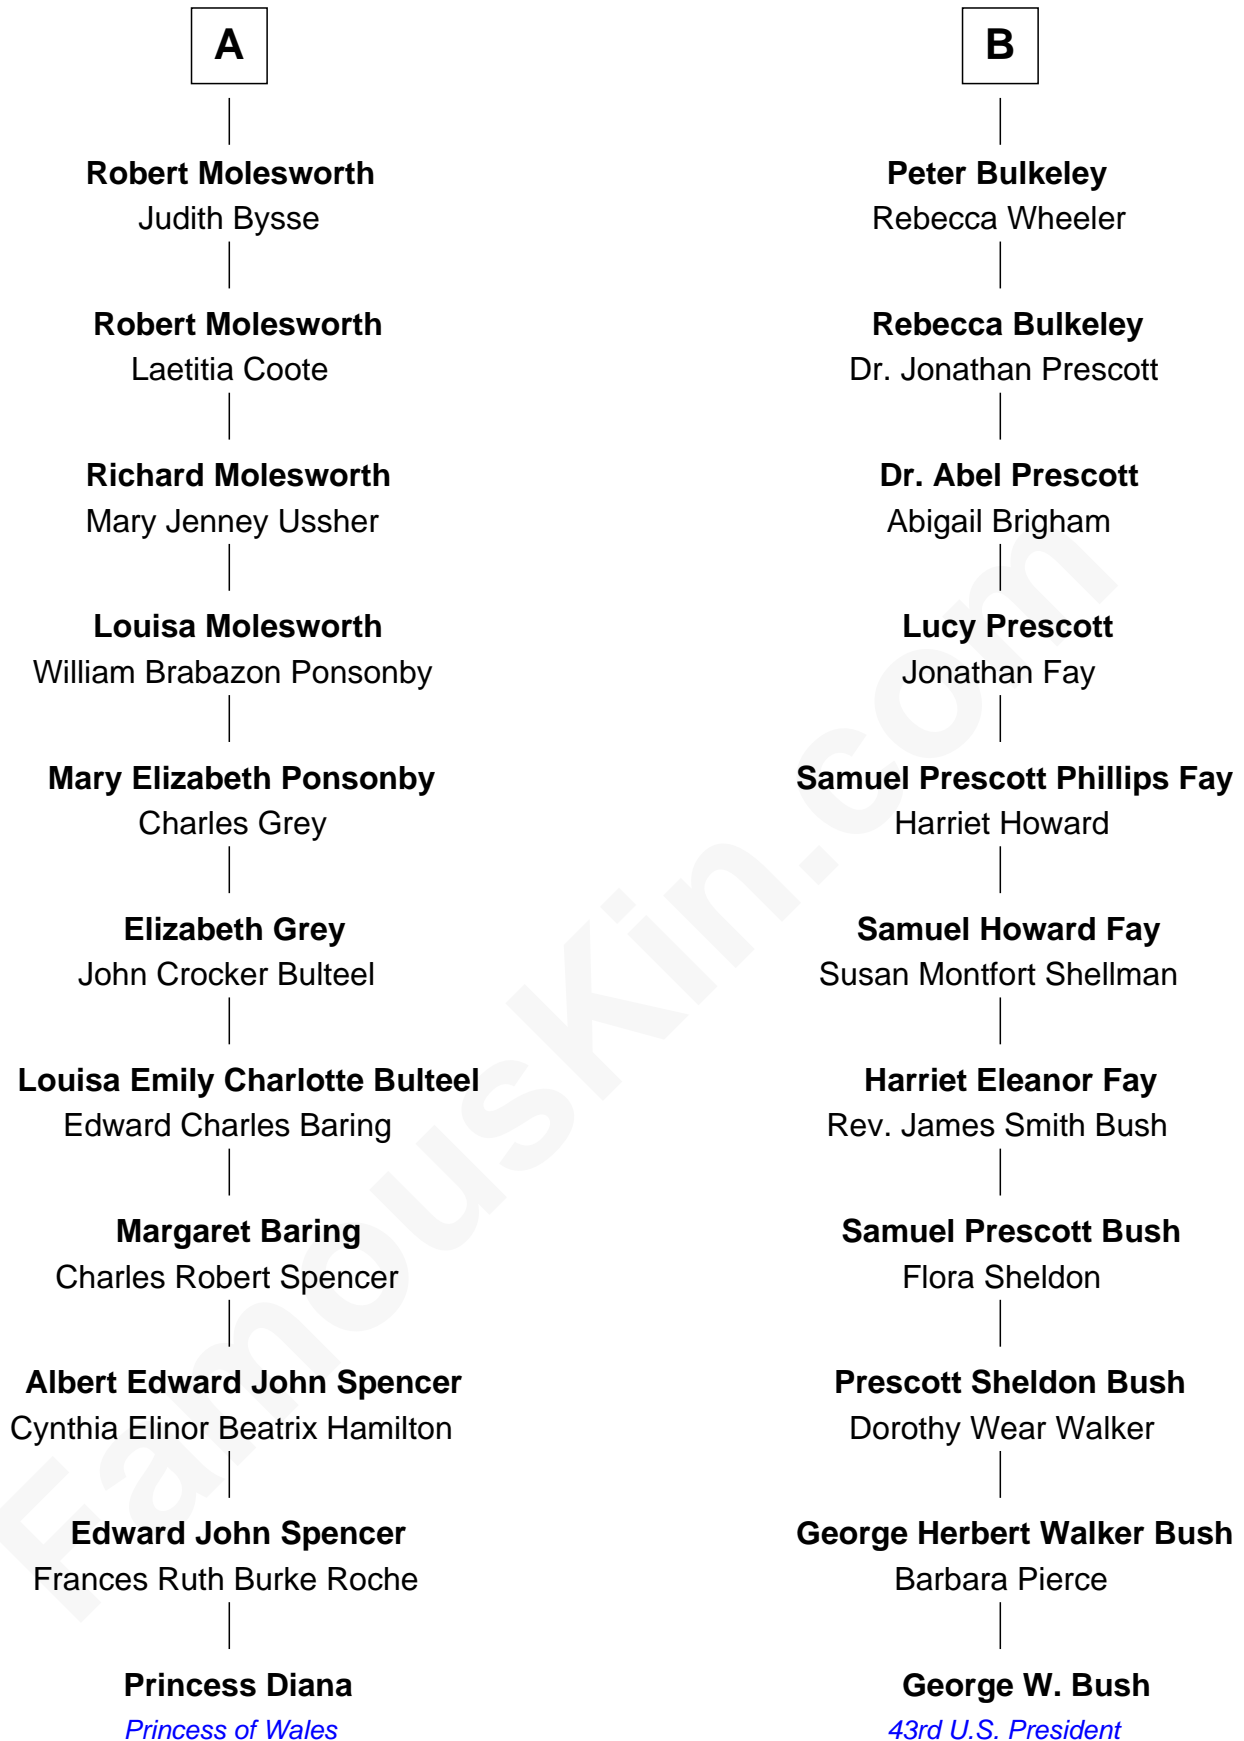 A
Robert Molesworth
Judith Bysse
Robert Molesworth
Laetitia Coote
Richard Molesworth
Mary Jenney Ussher
Louisa Molesworth
William Brabazon Ponsonby
Mary Elizabeth Ponsonby
Charles Grey
Elizabeth Grey
John Crocker Bulteel
Louisa Emily Charlotte Bulteel
Edward Charles Baring
Margaret Baring
Charles Robert Spencer
Albert Edward John Spencer
Cynthia Elinor Beatrix Hamilton
Edward John Spencer
Frances Ruth Burke Roche
Princess Diana
Princess of Wales
B
Peter Bulkeley
Rebecca Wheeler
Rebecca Bulkeley
Dr. Jonathan Prescott
Dr. Abel Prescott
Abigail Brigham
Lucy Prescott
Jonathan Fay
Samuel Prescott Phillips Fay
Harriet Howard
Samuel Howard Fay
Susan Montfort Shellman
Harriet Eleanor Fay
Rev. James Smith Bush
Samuel Prescott Bush
Flora Sheldon
Prescott Sheldon Bush
Dorothy Wear Walker
George Herbert Walker Bush
Barbara Pierce
George W. Bush
43rd U.S. President
FamousKin.com